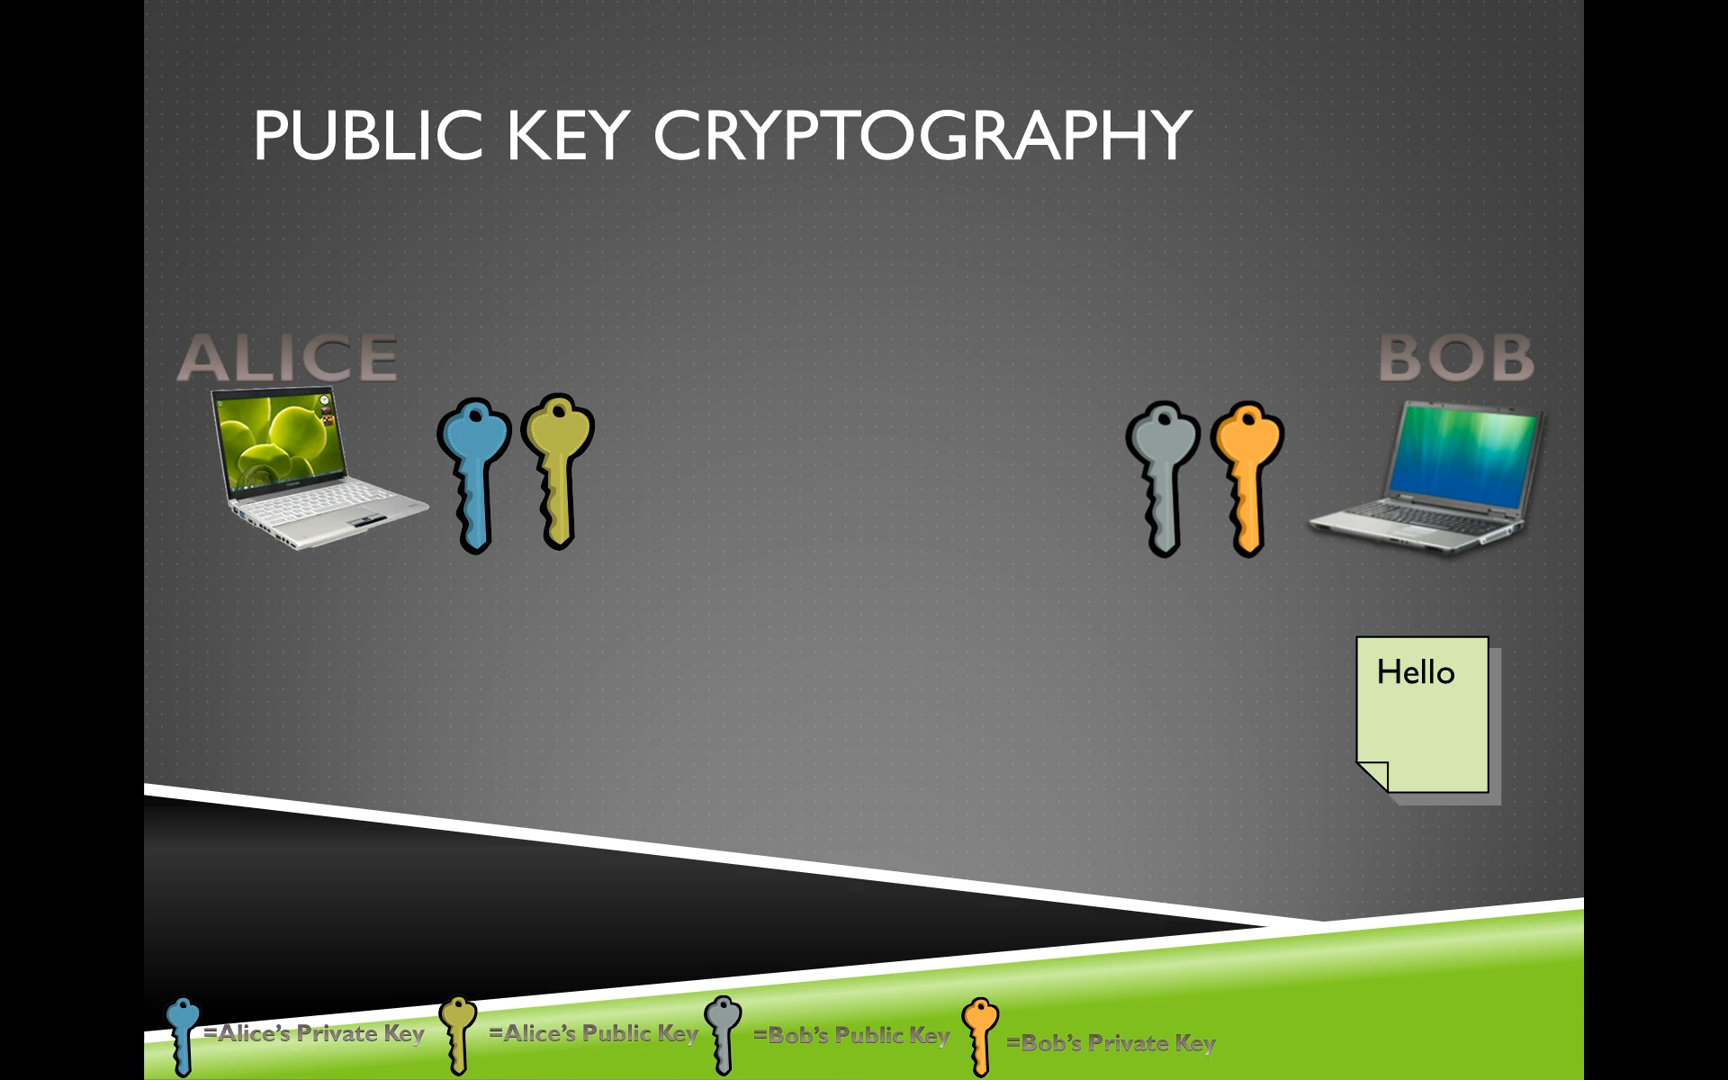 PUBLIC KEY CRYPTOGRAPHY
ALICE
BOB
Hello
=Alice's Private Key
=Alice's Public Key
=Bob's Public Key
=Bob's Private Key